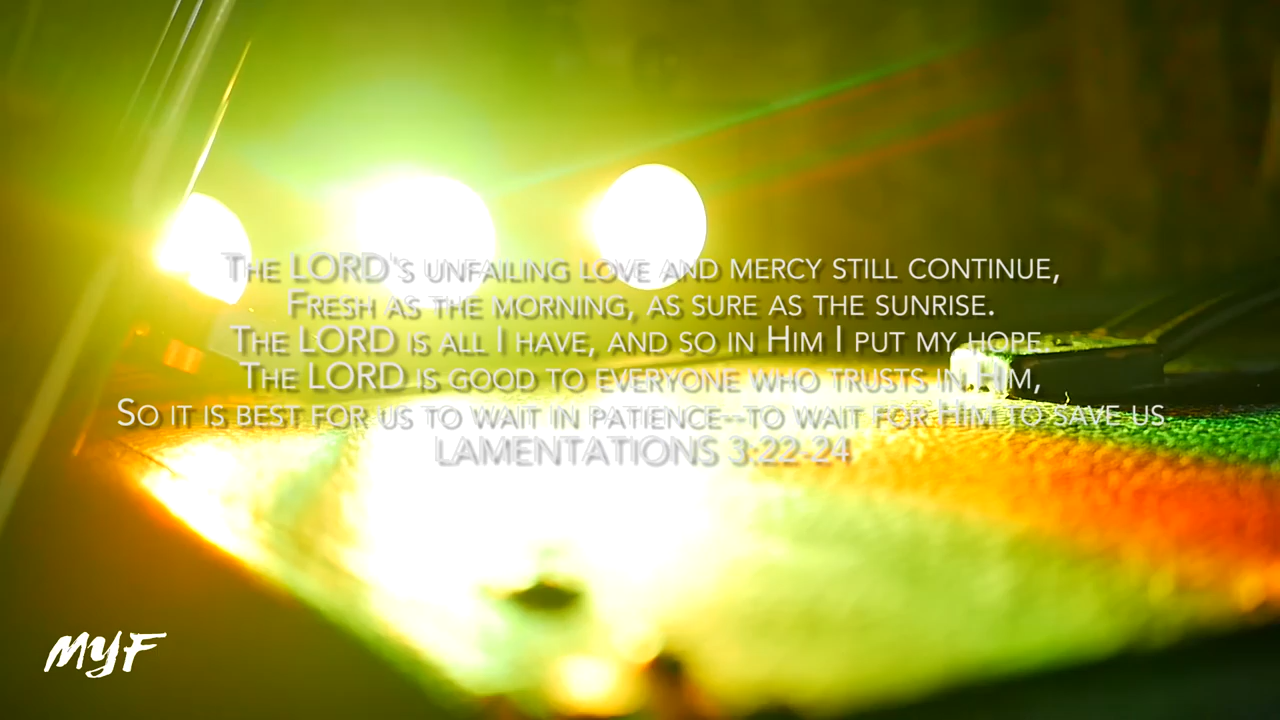 The LORD's unfailing love and mercy still continue,
Fresh as the morning, as sure as the sunrise.
The LORD is all I have, and so in Him I put my hope.
The LORD is good to everyone who trusts in Him,
So it is best for us to wait in patience--to wait for Him to save us
LAMENTATIONS 3:22-24
MYF